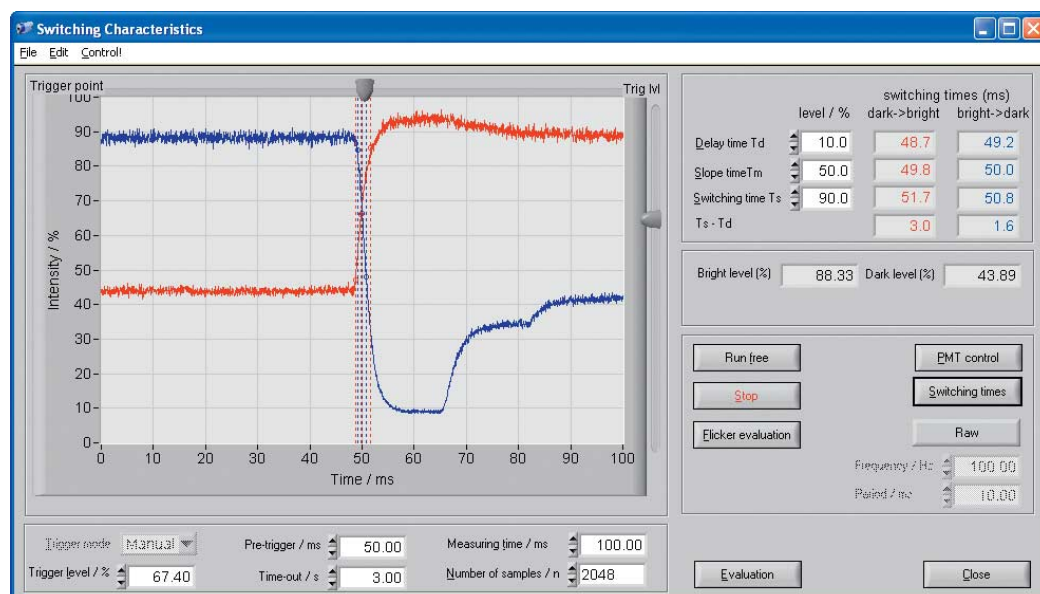 Switching Characteristics
File Edit Control!
Trigger point
Trig lvl
100
90
80
70
60
50
40
30
20
10
0
Intensity / %
0 10 20 30 40 50 60 70 80 90 100
Time / ms
switching times (ms)
level / % dark->bright bright->dark
Delay time Td 10.0 48.7 49.2
Slope timeTm 50.0 49.8 50.0
Switching time Ts 90.0 51.7 50.8
Ts - Td 3.0 1.6
Bright level (%) 88.33 Dark level (%) 43.89
Run free PMT control
Stop Switching times
Flicker evaluation Raw
Frequency / Hz 100.00
Period / ms 10.00
Trigger mode Manual Pre-trigger / ms 50.00 Measuring time / ms 100.00
Trigger level / % 67.40 Time-out / s 3.00 Number of samples / n 2048
Evaluation Close